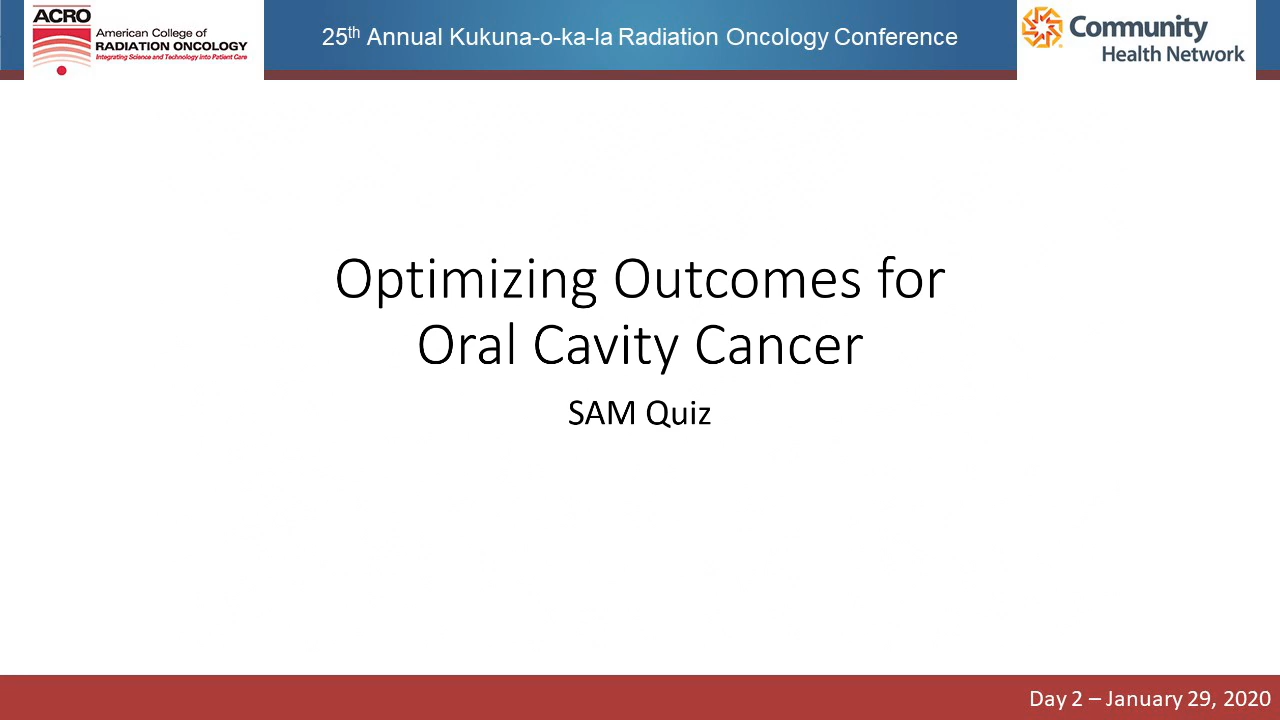 ACRO
American College of
RADIATION ONCOLOGY
Integrating Science and Technology Into Patient Care
25th Annual Kukuna-o-ka-la Radiation Oncology Conference
Community
Health Network
Optimizing Outcomes for
Oral Cavity Cancer
SAM Quiz
Day 2 – January 29, 2020